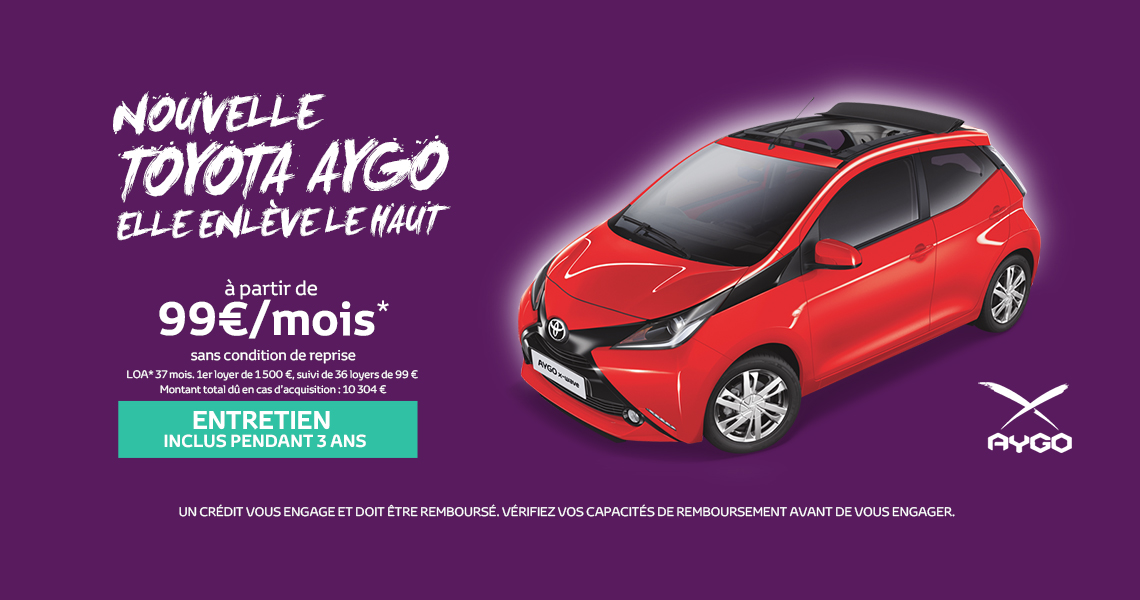 NOUVELLE
TOYOTA AYGO
ELLE ENLÈVE LE HAUT
à partir de
99€/mois*
sans condition de reprise
LOA* 37 mois. 1er loyer de 1 500 €, suivi de 36 loyers de 99 €
Montant total dû en cas d'acquisition : 10 304 €
ENTRETIEN
INCLUS PENDANT 3 ANS
AYGO x-wave
AYGO
UN CRÉDIT VOUS ENGAGE ET DOIT ÊTRE REMBOURSÉ. VÉRIFIEZ VOS CAPACITÉS DE REMBOURSEMENT AVANT DE VOUS ENGAGER.